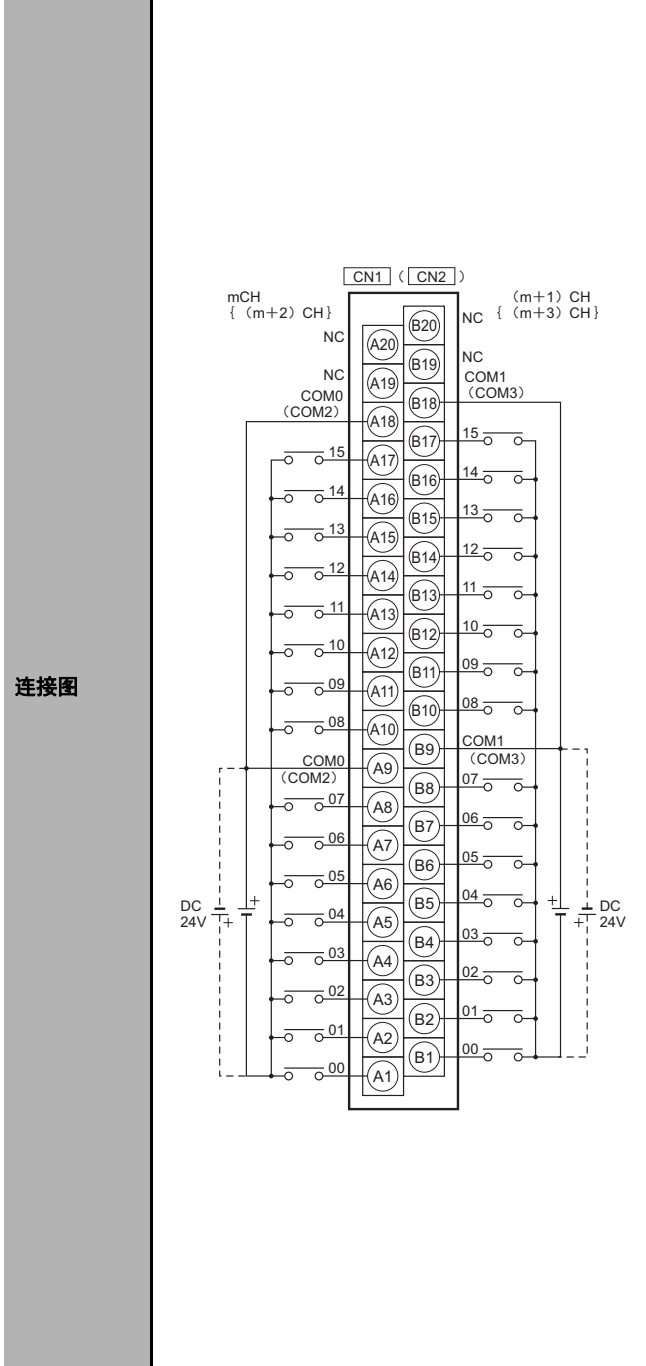 连接图
CN1 ( CN2 )
mCH
{ (m+2) CH }
(m+1) CH
{ (m+3) CH }
B20 NC
NC A20
B19 NC
NC A19
COM1
(COM3) B18
COM0
(COM2) A18
B17 15
15 A17
B16 14
14 A16
B15 13
13 A15
B14 12
12 A14
B13 11
11 A13
B12 10
10 A12
B11 09
09 A11
B10 08
08 A10
B9 COM1
(COM3)
COM0 A9
(COM2)
B8 07
07 A8
B7 06
06 A7
B6 05
05 A6
B5 04
04 A5
DC
24V + +
+ + DC
24V
B4 03
03 A4
B3 02
02 A3
B2 01
01 A2
B1 00
00 A1